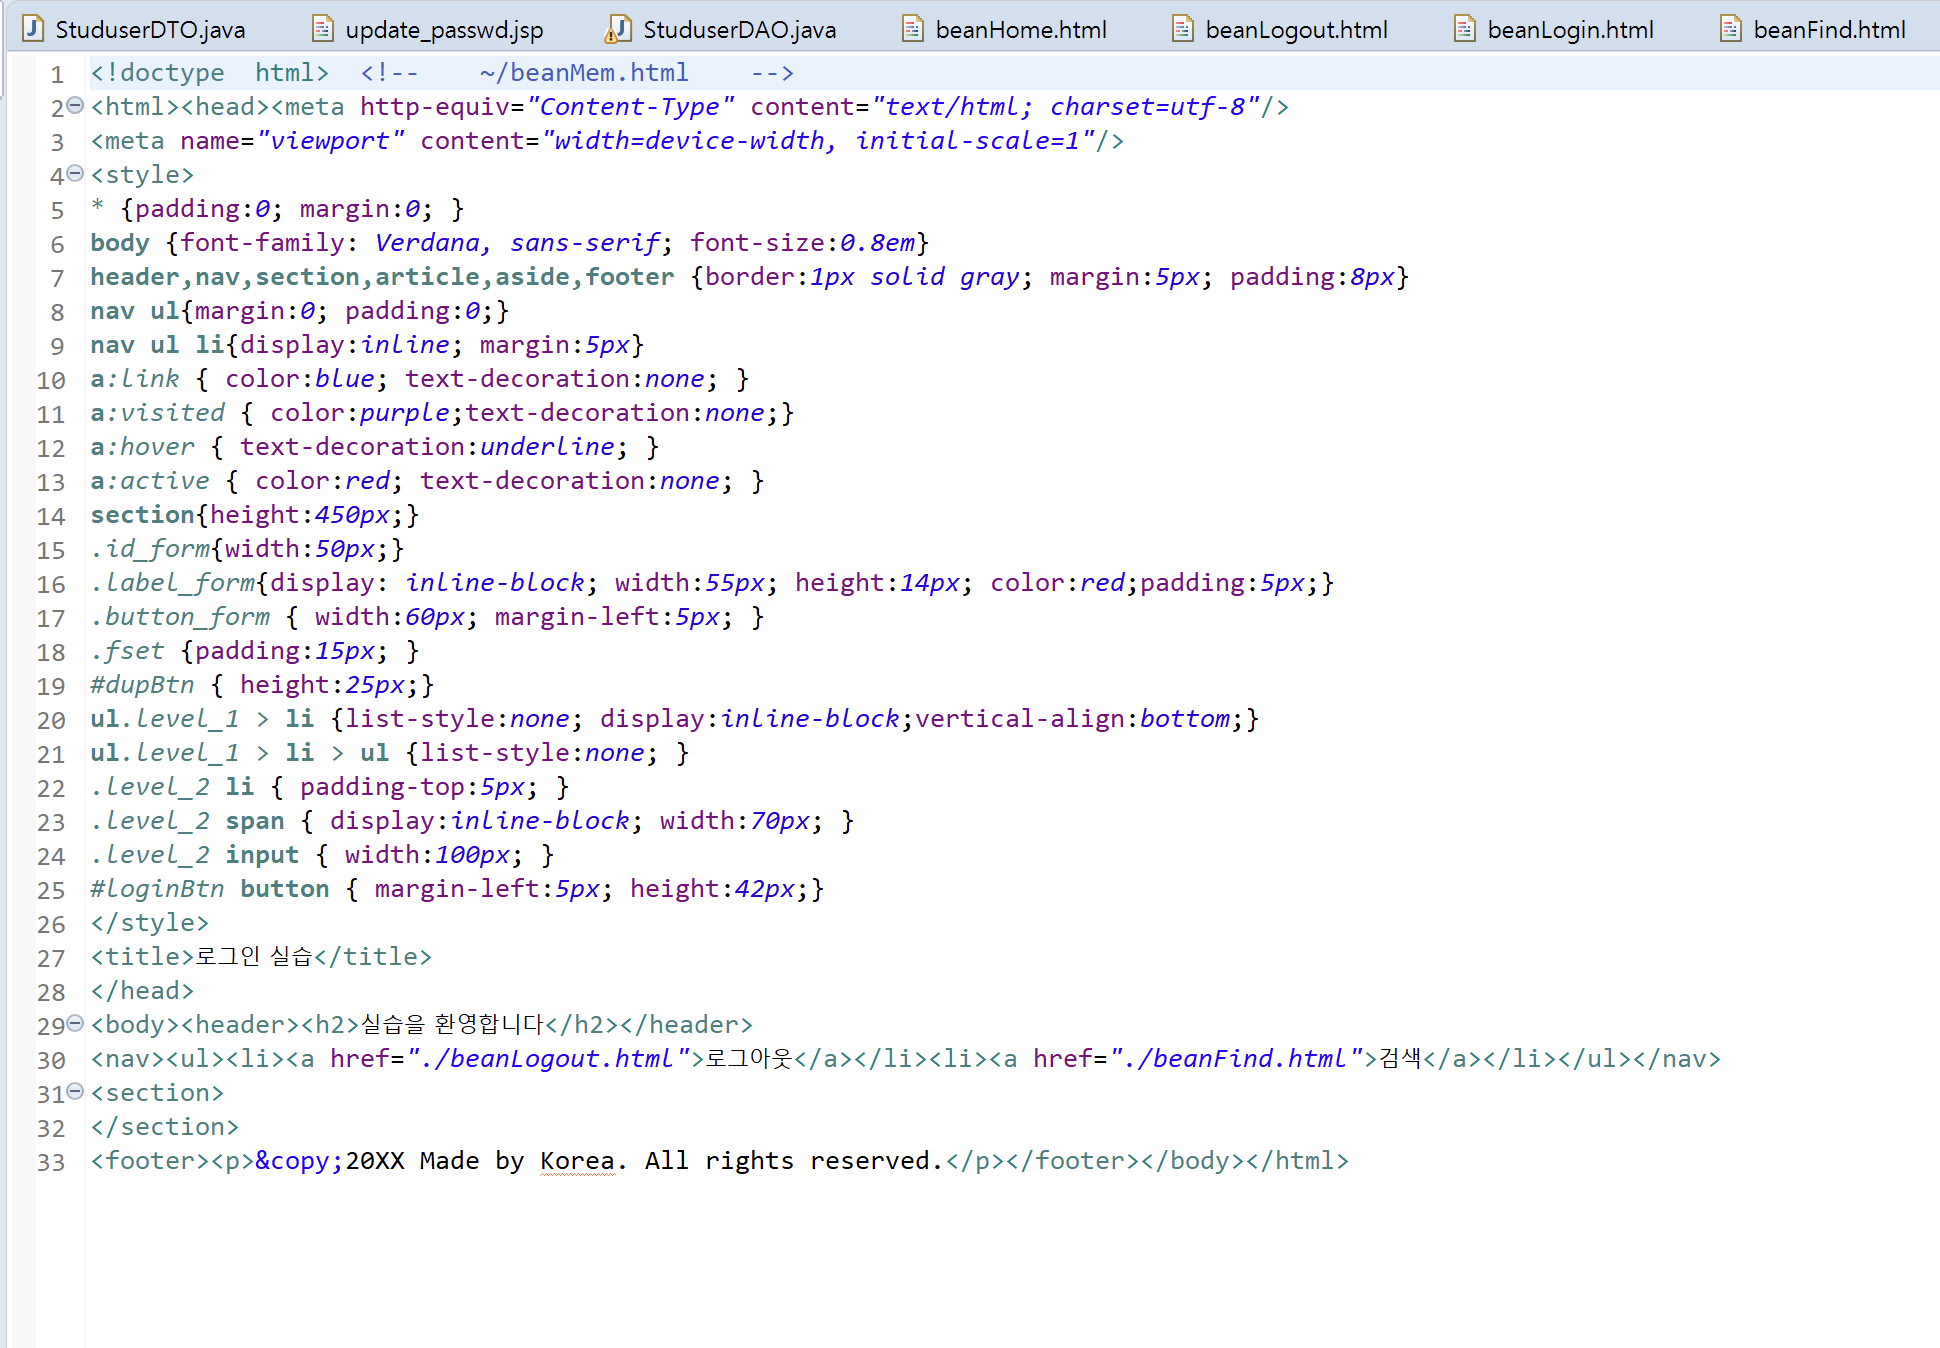 StuduserDTO.java update_passwd.jsp StuduserDAO.java beanHome.html beanLogout.html beanLogin.html beanFind.html
1 <!doctype  html>  <!--    ~/beanMem.html    -->
2 <html><head><meta http-equiv="Content-Type" content="text/html; charset=utf-8"/>
3 <meta name="viewport" content="width=device-width, initial-scale=1"/>
4 <style>
5 * {padding:0; margin:0; }
6 body {font-family: Verdana, sans-serif; font-size:0.8em}
7 header,nav,section,article,aside,footer {border:1px solid gray; margin:5px; padding:8px}
8 nav ul{margin:0; padding:0;}
9 nav ul li{display:inline; margin:5px}
10 a:link { color:blue; text-decoration:none; }
11 a:visited { color:purple;text-decoration:none;}
12 a:hover { text-decoration:underline; }
13 a:active { color:red; text-decoration:none; }
14 section{height:450px;}
15 .id_form{width:50px;}
16 .label_form{display: inline-block; width:55px; height:14px; color:red;padding:5px;}
17 .button_form { width:60px; margin-left:5px; }
18 .fset {padding:15px; }
19 #dupBtn { height:25px;}
20 ul.level_1 > li {list-style:none; display:inline-block;vertical-align:bottom;}
21 ul.level_1 > li > ul {list-style:none; }
22 .level_2 li { padding-top:5px; }
23 .level_2 span { display:inline-block; width:70px; }
24 .level_2 input { width:100px; }
25 #loginBtn button { margin-left:5px; height:42px;}
26 </style>
27 <title>로그인 실습</title>
28 </head>
29 <body><header><h2>실습을 환영합니다</h2></header>
30 <nav><ul><li><a href="./beanLogout.html">로그아웃</a></li><li><a href="./beanFind.html">검색</a></li></ul></nav>
31 <section>
32 </section>
33 <footer><p>&copy;20XX Made by Korea. All rights reserved.</p></footer></body></html>